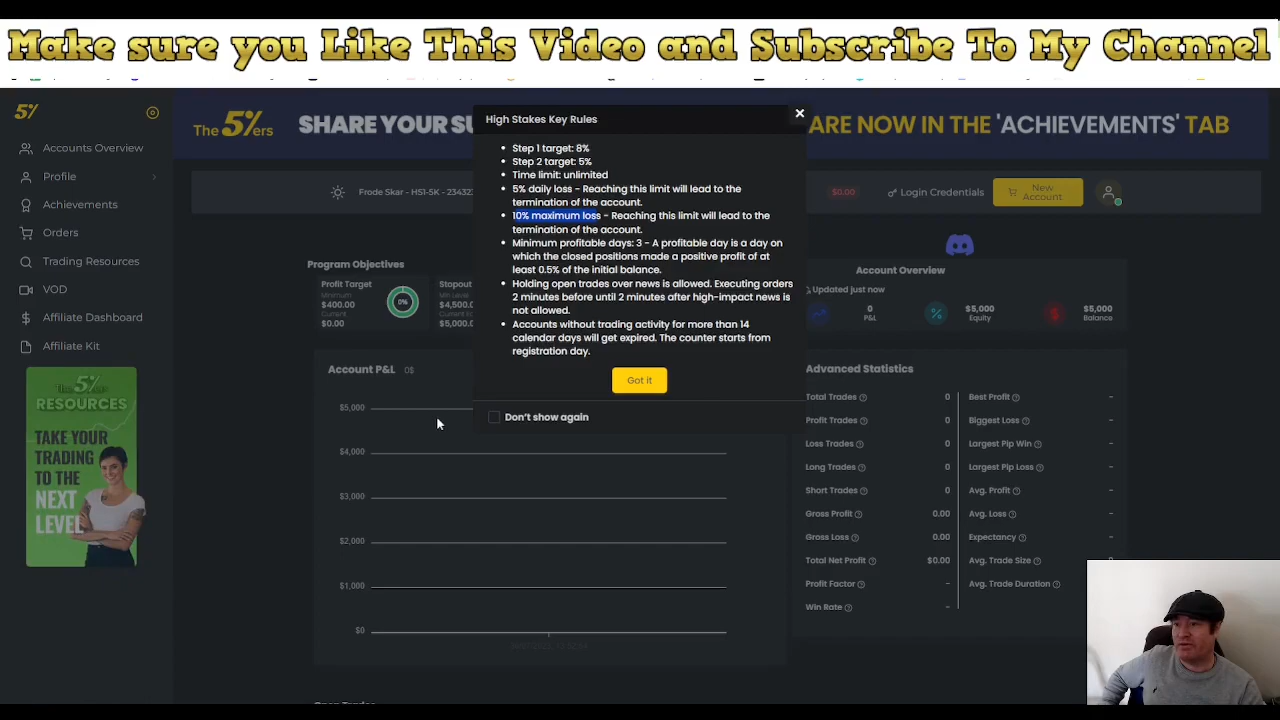 Make sure you Like This Video and Subscribe To My Channel
5%
Accounts Overview
Profile
Achievements
Orders
Trading Resources
VOD
Affiliate Dashboard
Affiliate Kit
The 5%ers
RESOURCES
TAKE YOUR
TRADING
TO THE
NEXT
LEVEL
The 5%ers
SHARE YOUR SU
ARE NOW IN THE 'ACHIEVEMENTS' TAB
Frode Skar - HS1-5K - 23432
$0.00
Login Credentials
New
Account
High Stakes Key Rules
• Step 1 target: 8%
• Step 2 target: 5%
• Time limit: unlimited
• 5% daily loss - Reaching this limit will lead to the
termination of the account.
• 10% maximum loss - Reaching this limit will lead to the
termination of the account.
• Minimum profitable days: 3 - A profitable day is a day on
which the closed positions made a positive profit of at
least 0.5% of the initial balance.
• Holding open trades over news is allowed. Executing orders
2 minutes before until 2 minutes after high-impact news is
not allowed.
• Accounts without trading activity for more than 14
calendar days will get expired. The counter starts from
registration day.
Got it
Don't show again
Program Objectives
Profit Target
Minimum
$400.00
Current
$0.00
0%
Stopout
Min Level
$4,500.
Current E
$5,000.
Account P&L 0$
$5,000
$4,000
$3,000
$2,000
$1,000
$0
Account Overview
Updated just now
0
P&L
$5,000
Equity
$5,000
Balance
Advanced Statistics
Total Trades 0
Profit Trades 0
Loss Trades 0
Long Trades 0
Short Trades 0
Gross Profit 0.00
Gross Loss 0.00
Total Net Profit $0.00
Profit Factor -
Win Rate -
Best Profit -
Biggest Loss -
Largest Pip Win -
Largest Pip Loss -
Avg. Profit -
Avg. Loss -
Expectancy -
Avg. Trade Size
Avg. Trade Duration